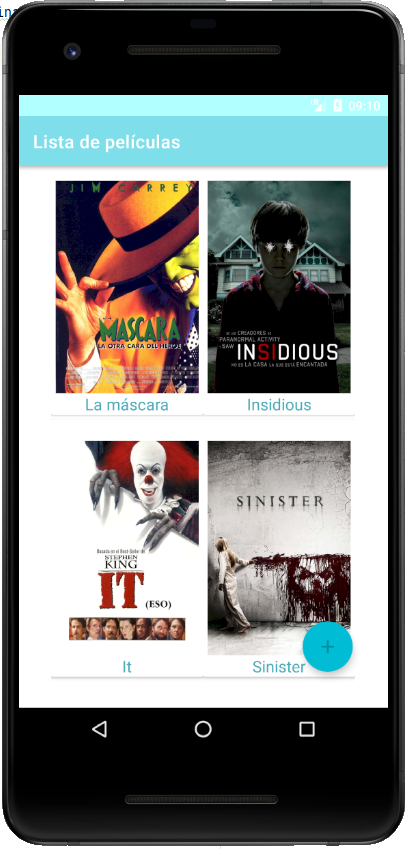 09:10
Lista de películas
JIM CARREY
MASCARA
LA OTRA CARA DEL HÉROE
DE LOS CREADORES DE
PARANORMAL ACTIVITY
Y SAW
INSIDIOUS
NO ES LA CASA LA QUE ESTÁ ENCANTADA
La máscara
Insidious
Basada en el Best-Seller de
STEPHEN
KING
IT (ESO)
SINISTER
It
Sinister
+